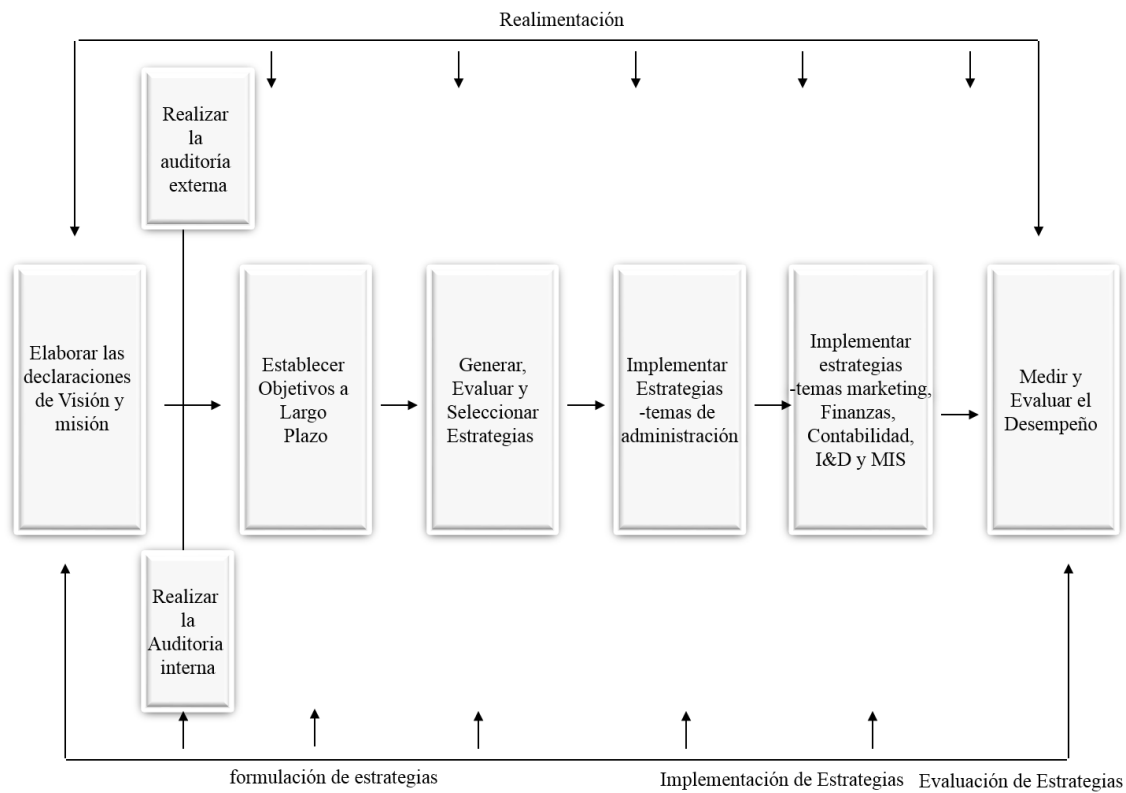 Realimentación
Realizar
la
auditoría
externa
Elaborar las
declaraciones
de Visión y
misión
Establecer
Objetivos a
Largo
Plazo
Generar,
Evaluar y
Seleccionar
Estrategias
Implementar
Estrategias
-temas de
administración
Implementar
estrategias
-temas marketing,
Finanzas,
Contabilidad,
I&D y MIS
Medir y
Evaluar el
Desempeño
Realizar
la
Auditoria
interna
formulación de estrategias
Implementación de Estrategias
Evaluación de Estrategias